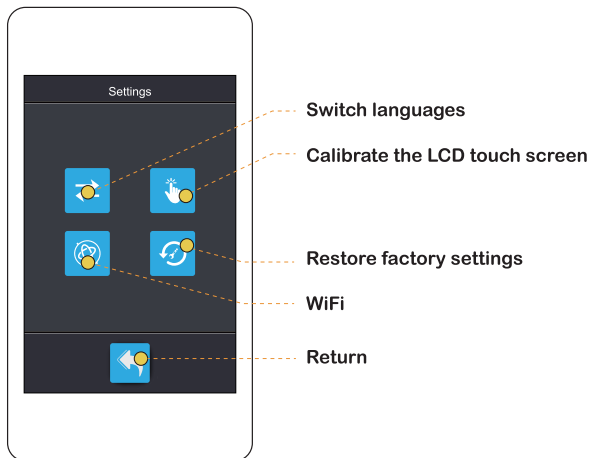 Settings
Switch languages
Calibrate the LCD touch screen
Restore factory settings
WiFi
Return